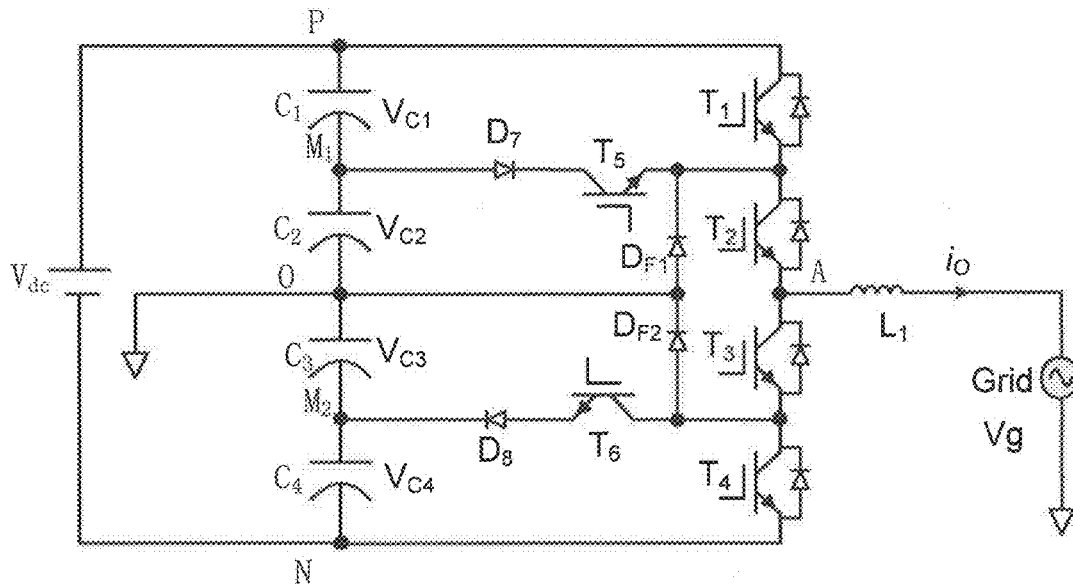 P
C1 VC1
T1
M1
D7
T5
C2 VC2
T2
DF1
Vdc
O
A
iO
DF2
L1
C3 VC3
T3
Grid
Vg
M2
D8
T6
C4 VC4
T4
N